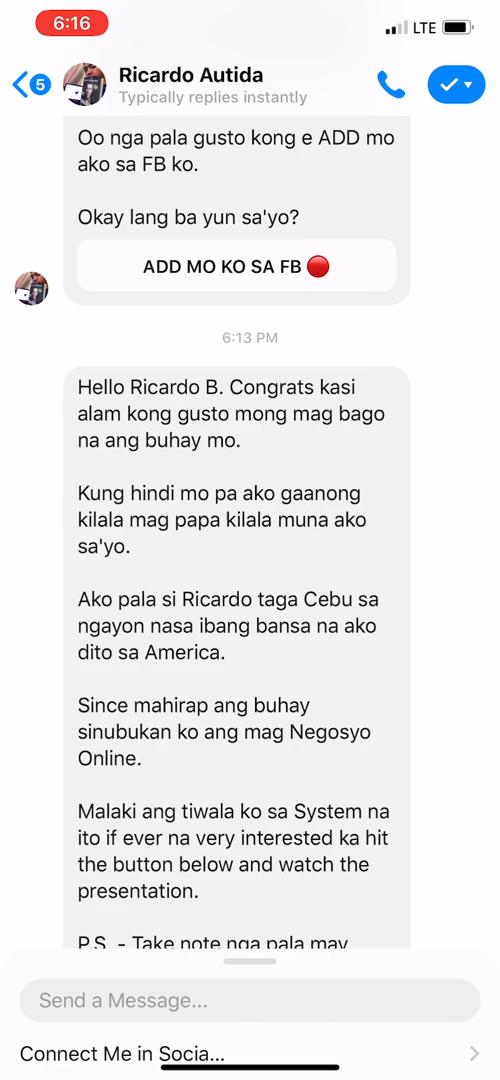 6:16
LTE
5
Ricardo Autida
Typically replies instantly
Oo nga pala gusto kong e ADD mo
ako sa FB ko.
Okay lang ba yun sa'yo?
ADD MO KO SA FB
6:13 PM
Hello Ricardo B. Congrats kasi
alam kong gusto mong mag bago
na ang buhay mo.
Kung hindi mo pa ako gaanong
kilala mag papa kilala muna ako
sa'yo.
Ako pala si Ricardo taga Cebu sa
ngayon nasa ibang bansa na ako
dito sa America.
Since mahirap ang buhay
sinubukan ko ang mag Negosyo
Online.
Malaki ang tiwala ko sa System na
ito if ever na very interested ka hit
the button below and watch the
presentation.
P.S. - Take note nga pala may
Send a Message...
Connect Me in Socia...